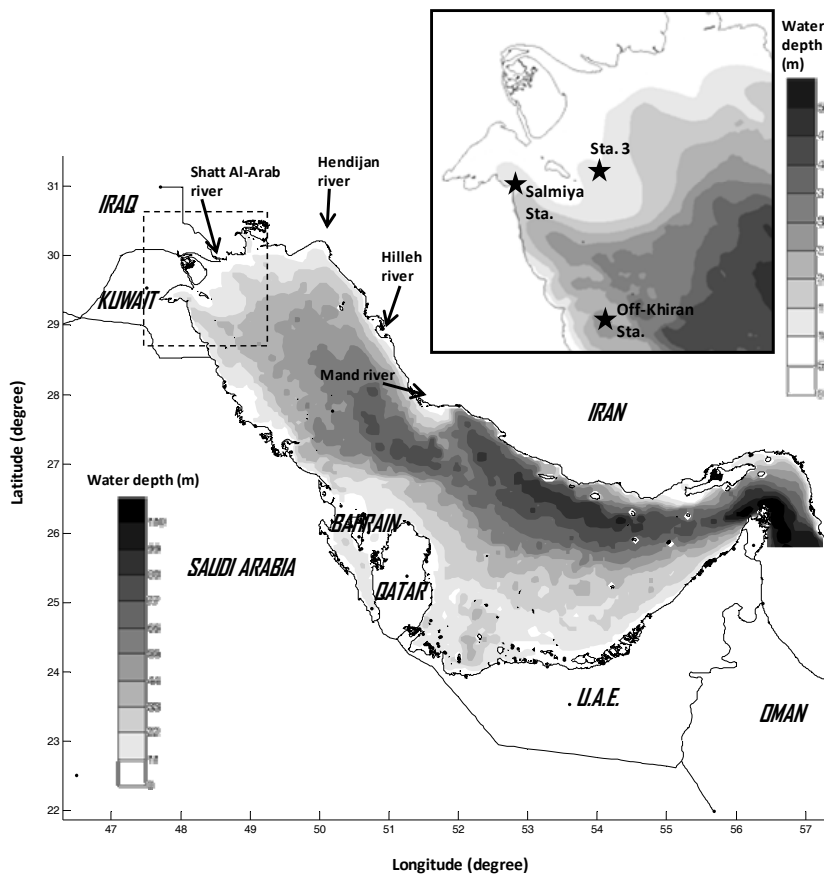 Water
depth
(m)
Sta. 3
Salmiya
Sta.
Off-Khiran
Sta.
Shatt Al-Arab
river
Hendijan
river
Hilleh
river
Mand river
IRAQ
KUWAIT
IRAN
BAHRAIN
SAUDI ARABIA
QATAR
U.A.E.
OMAN
Water depth (m)
Latitude (degree)
31
30
29
28
27
26
25
24
23
22
47
48
49
50
51
52
53
54
55
56
57
Longitude (degree)